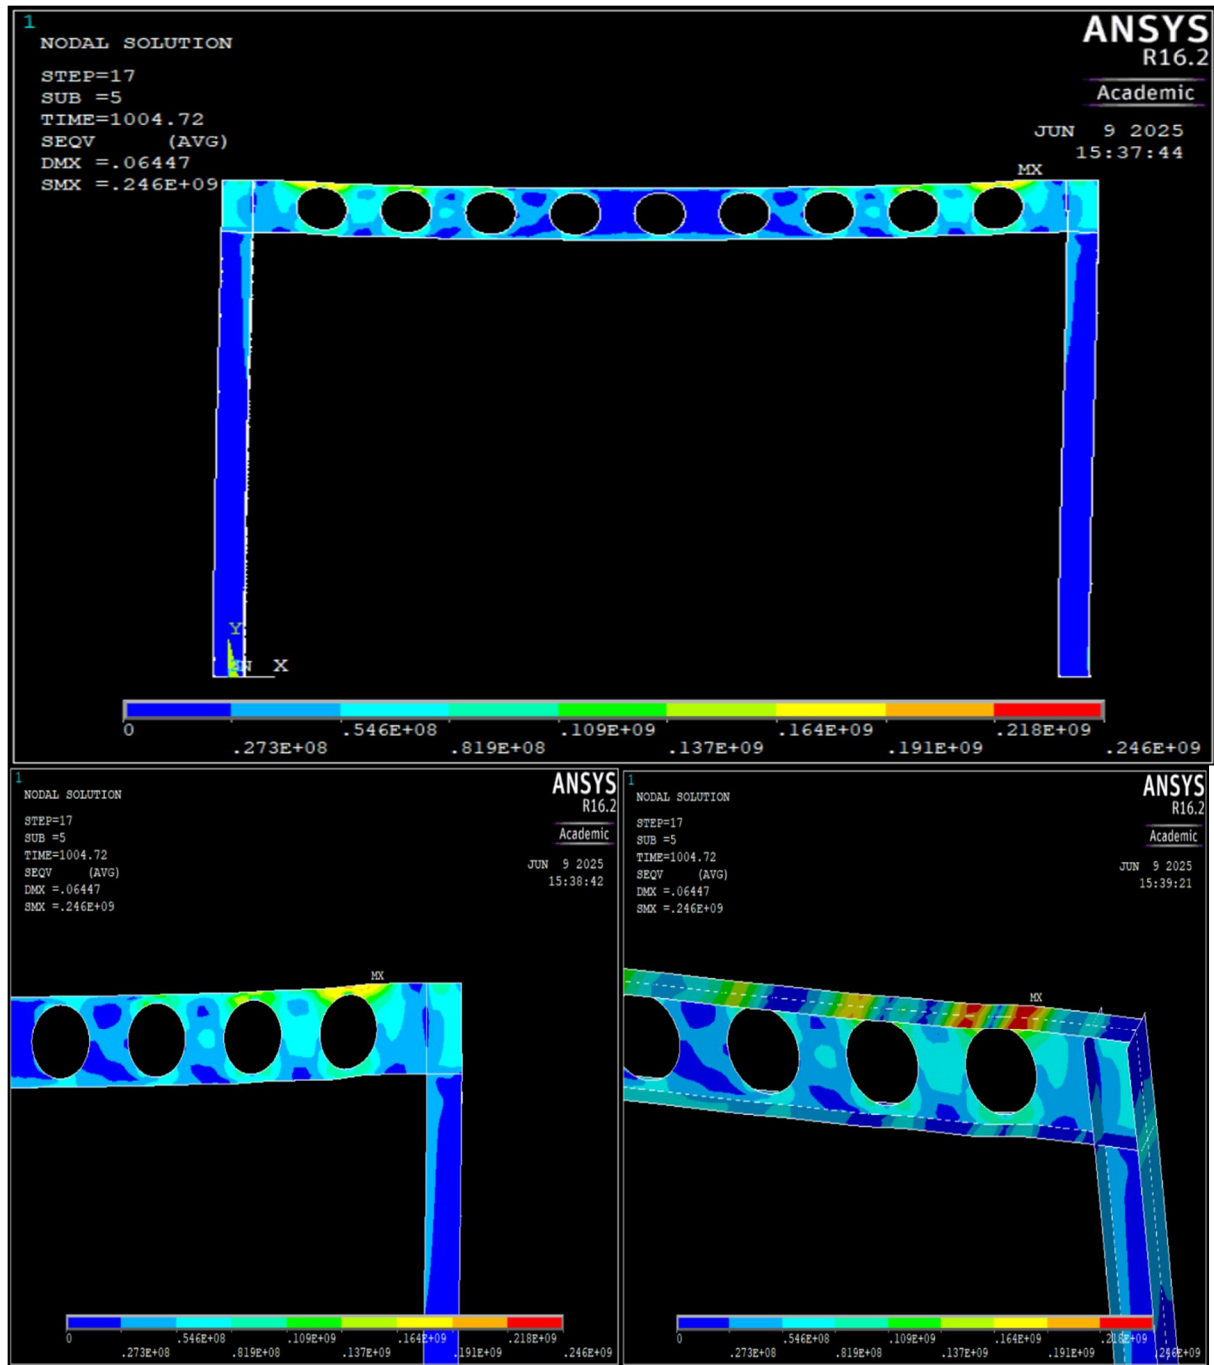 1
NODAL SOLUTION
STEP=17
SUB =5
TIME=1004.72
SEQV (AVG)
DMX =.06447
SMX =.246E+09
ANSYS
R16.2
Academic
JUN 9 2025
15:37:44
MX
Y
X
0 .546E+08 .109E+09 .164E+09 .218E+09
.273E+08 .819E+08 .137E+09 .191E+09 .246E+09
1
NODAL SOLUTION
STEP=17
SUB =5
TIME=1004.72
SEQV (AVG)
DMX =.06447
SMX =.246E+09
ANSYS
R16.2
Academic
JUN 9 2025
15:38:42
MX
0 .546E+08 .109E+09 .164E+09 .218E+09
.273E+08 .819E+08 .137E+09 .191E+09 .246E+09
1
NODAL SOLUTION
STEP=17
SUB =5
TIME=1004.72
SEQV (AVG)
DMX =.06447
SMX =.246E+09
ANSYS
R16.2
Academic
JUN 9 2025
15:39:21
MX
0 .546E+08 .109E+09 .164E+09 .218E+09
.273E+08 .819E+08 .137E+09 .191E+09 .246E+09